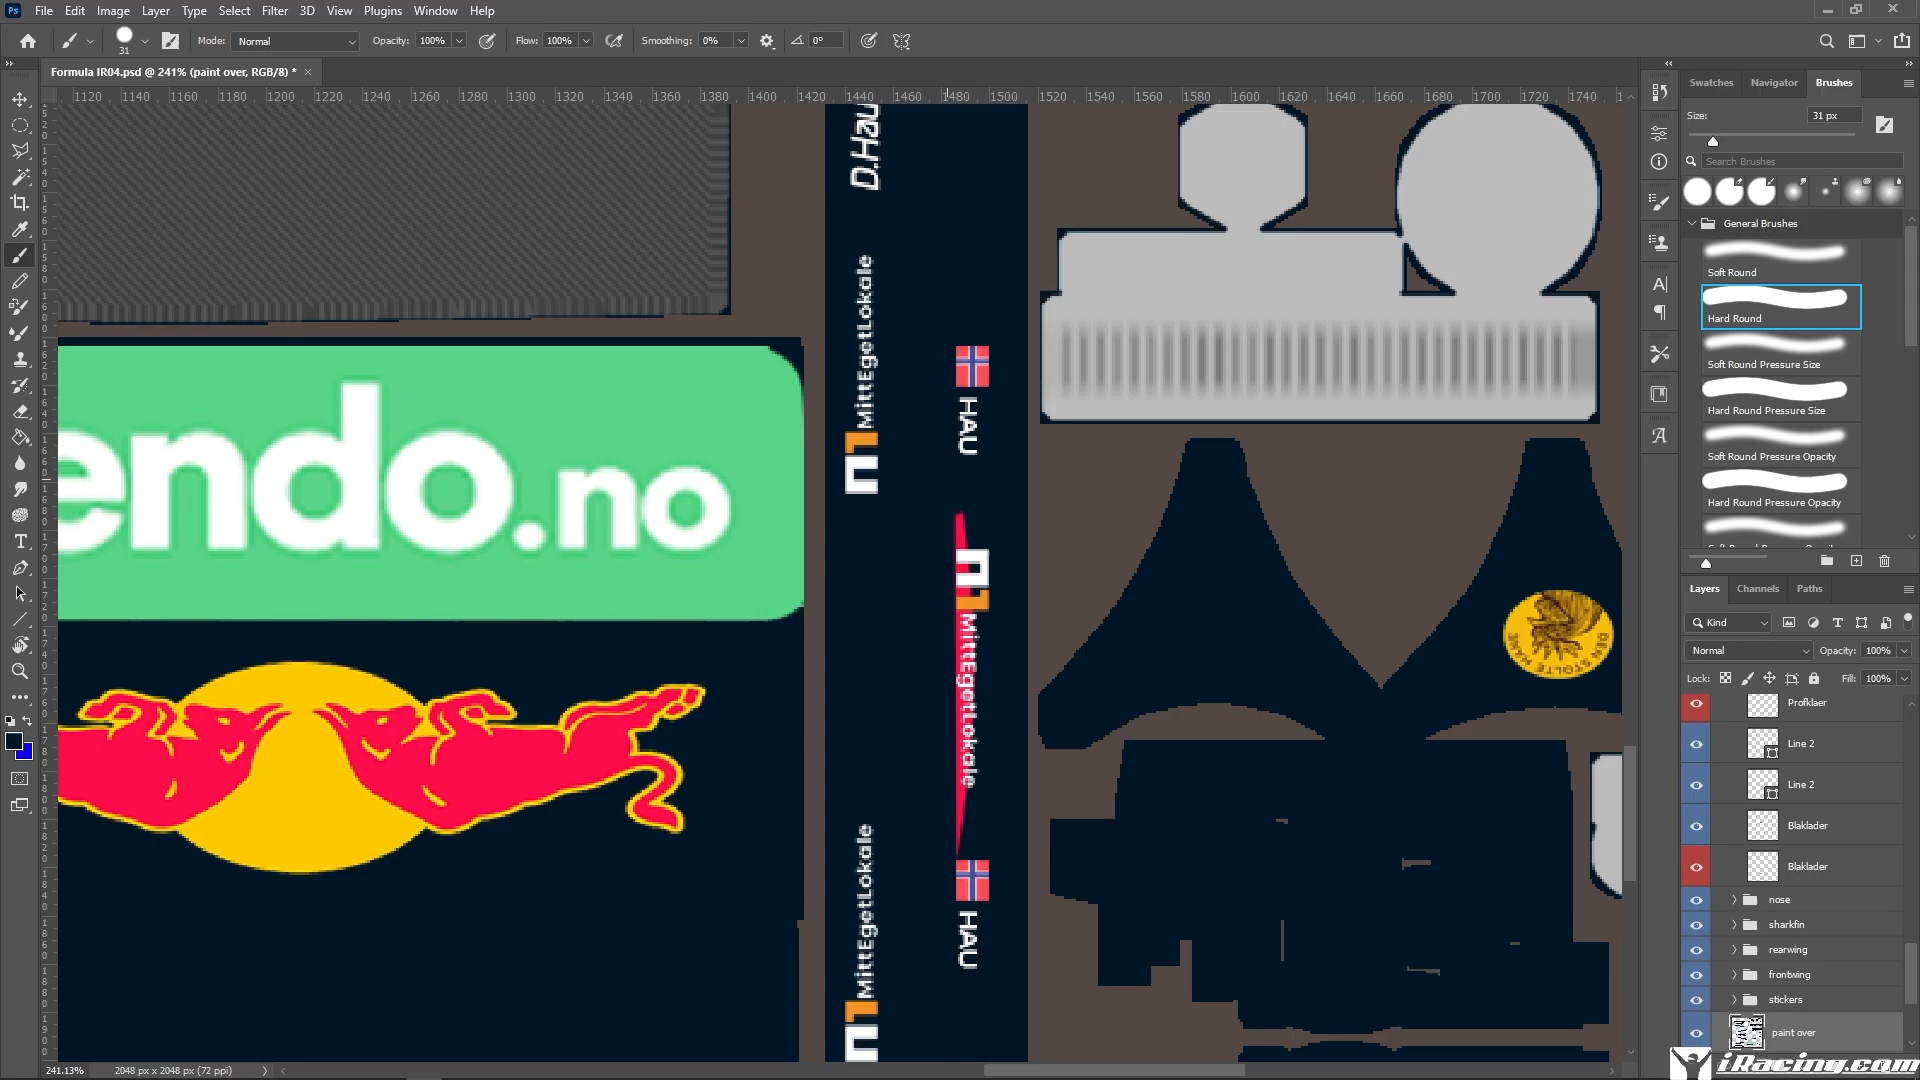 Ps File Edit Image Layer Type Select Filter 3D View Plugins Window Help
31 Mode: Normal Opacity: 100% Flow: 100% Smoothing: 0% 0°
Formula IR04.psd @ 241% (paint over, RGB/8) *
1120 1140 1160 1180 1200 1220 1240 1260 1280 1300 1320 1340 1360 1380 1400 1420 1440 1460 1480 1500 1520 1540 1560 1580 1600 1620 1640 1660 1680 1700 1720 1740
D.Hau
MittEgetLokale
HAU
endo.no
MittEgetLokale
DEN STOLTE HANE
MittEgetLokale
HAU
Swatches Navigator Brushes
Size: 31 px
Search Brushes
General Brushes
Soft Round
Hard Round
Soft Round Pressure Size
Hard Round Pressure Size
Soft Round Pressure Opacity
Hard Round Pressure Opacity
Layers Channels Paths
Kind
Normal Opacity: 100%
Lock: Fill: 100%
Profklaer
Line 2
Line 2
Blaklader
Blaklader
nose
sharkfin
rearwing
frontwing
stickers
paint over
241.13% 2048 px x 2048 px (72 ppi)
iRacing.com